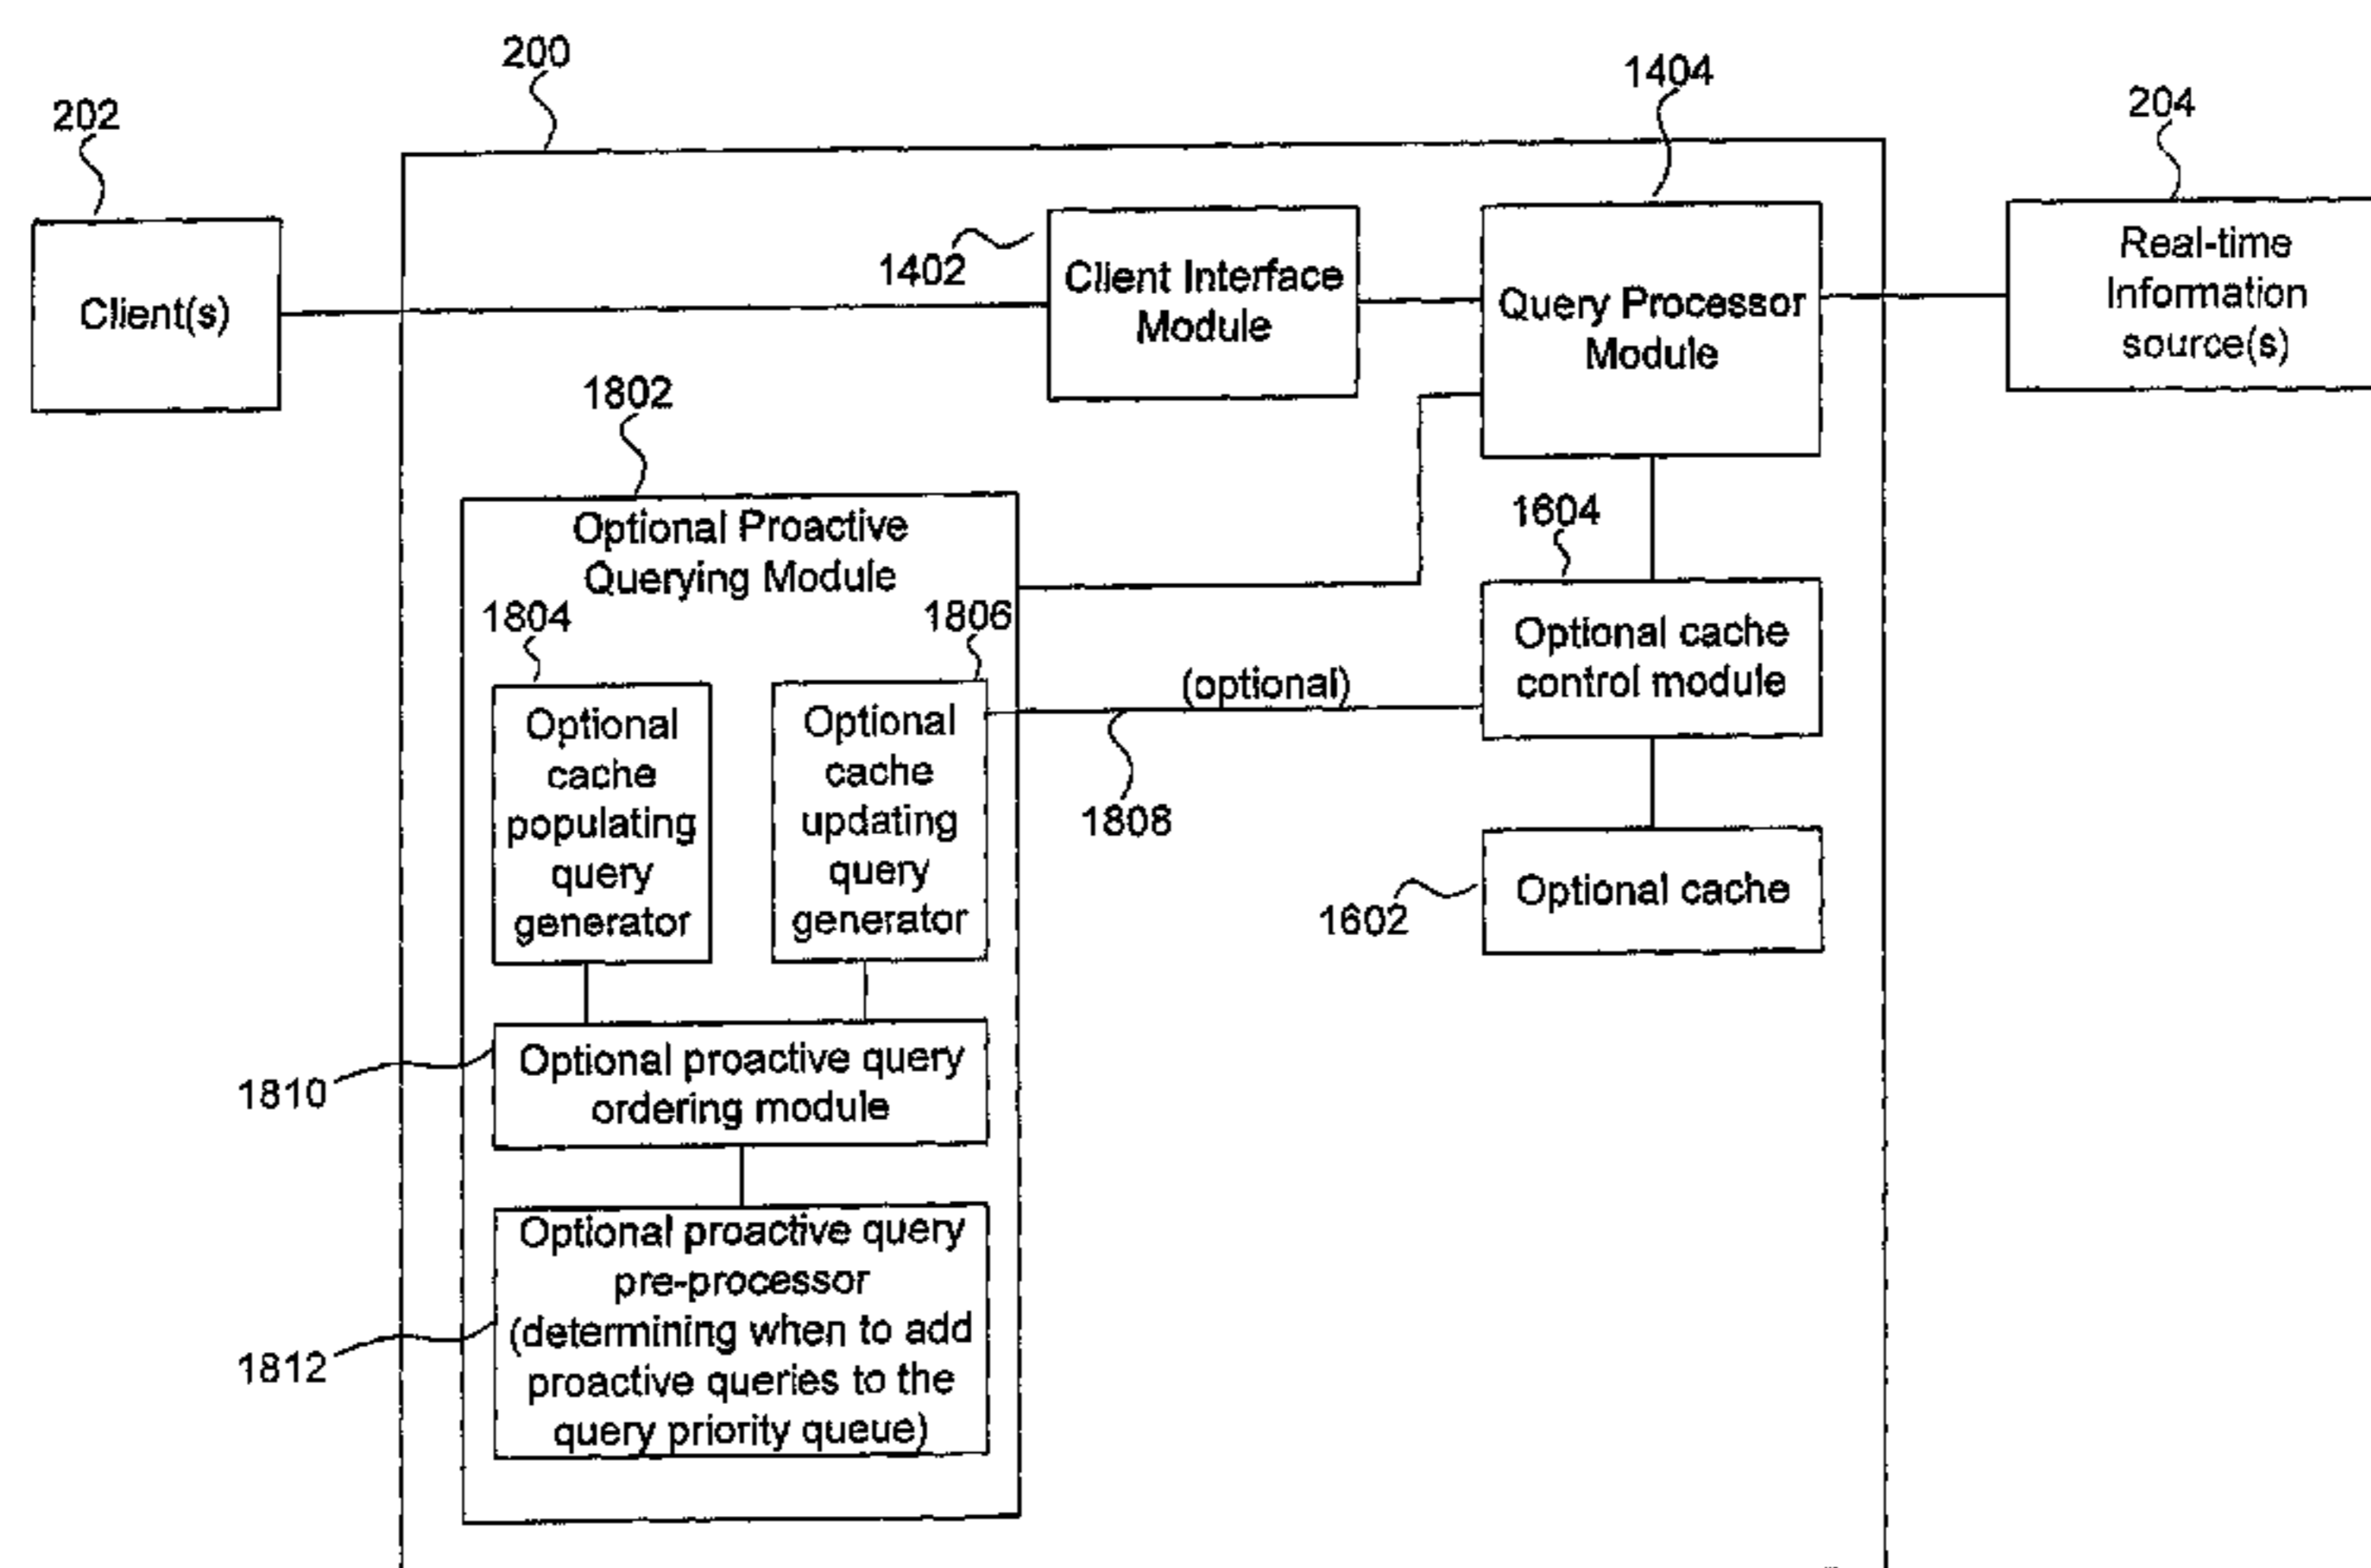 200
1404
202
204
Client(s)
1402
Client Interface
Module
Query Processor
Module
Real-time
Information
source(s)
1802
Optional Proactive
Querying Module
1604
1804
1806
Optional cache
control module
(optional)
1808
Optional
cache
populating
query
generator
Optional
cache
updating
query
generator
1602
Optional cache
1810
Optional proactive query
ordering module
1812
Optional proactive query
pre-processor
(determining when to add
proactive queries to the
query priority queue)